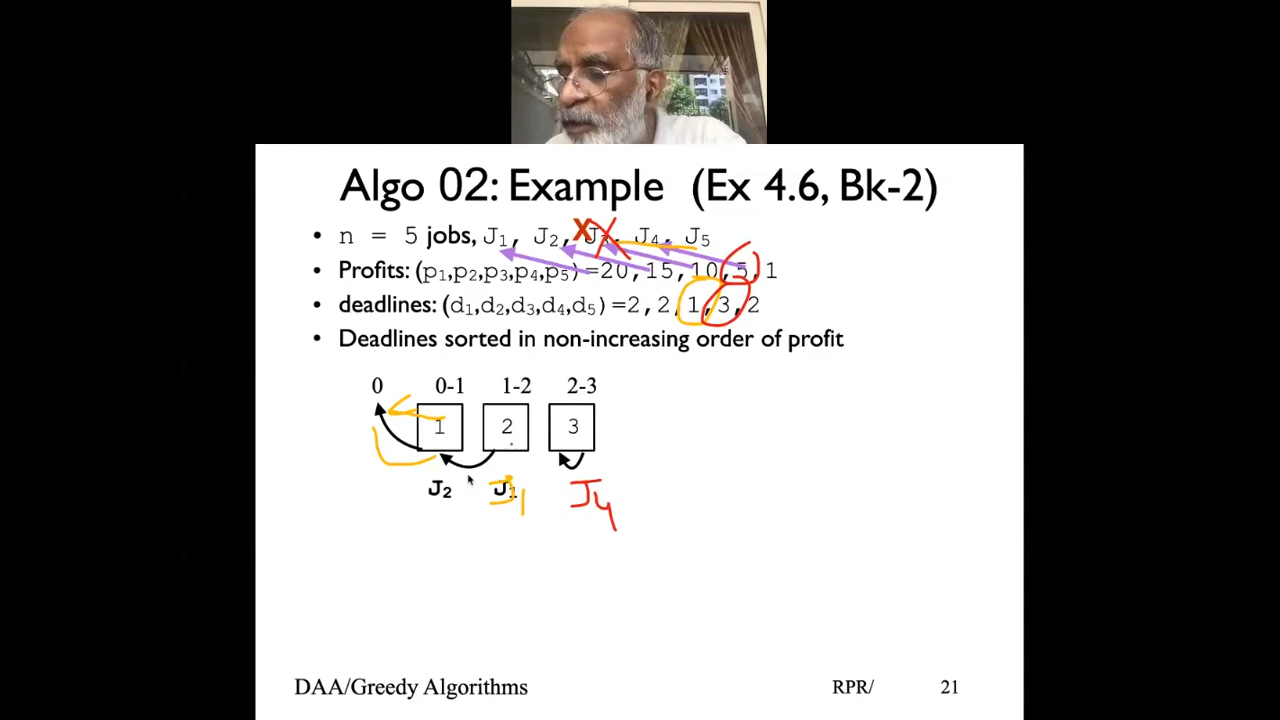 Algo 02: Example (Ex 4.6, Bk-2)
• n = 5 jobs, J₁, J₂, X J₃, J₄, J₅
• Profits: (p₁,p₂,p₃,p₄,p₅)=20,15,10,5,1
• deadlines: (d₁,d₂,d₃,d₄,d₅)=2,2,1,3,2
• Deadlines sorted in non-increasing order of profit
0 0-1 1-2 2-3
1 2 3
J₂ J₁ J4
DAA/Greedy Algorithms RPR/ 21